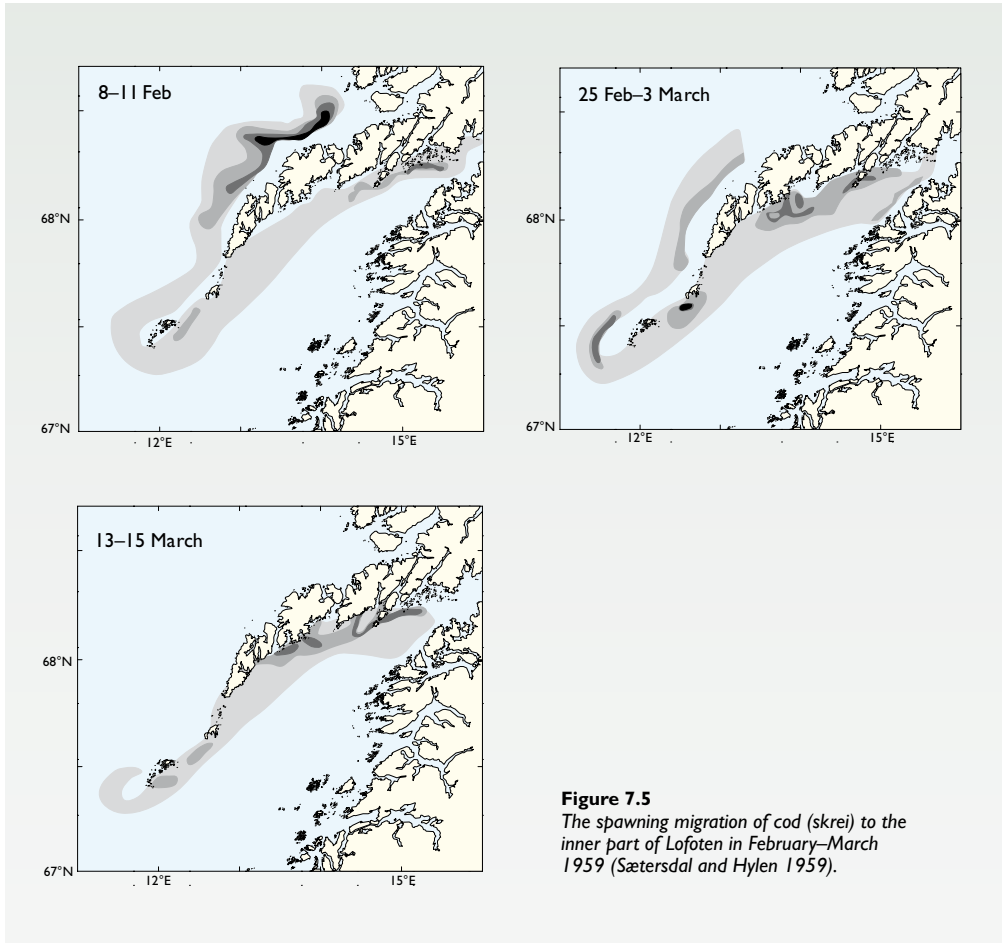 8–11 Feb
68°N
67°N
12°E
15°E
25 Feb–3 March
68°N
67°N
12°E
15°E
13–15 March
68°N
67°N
12°E
15°E
Figure 7.5
The spawning migration of cod (skrei) to the
inner part of Lofoten in February–March
1959 (Sætersdal and Hylen 1959).